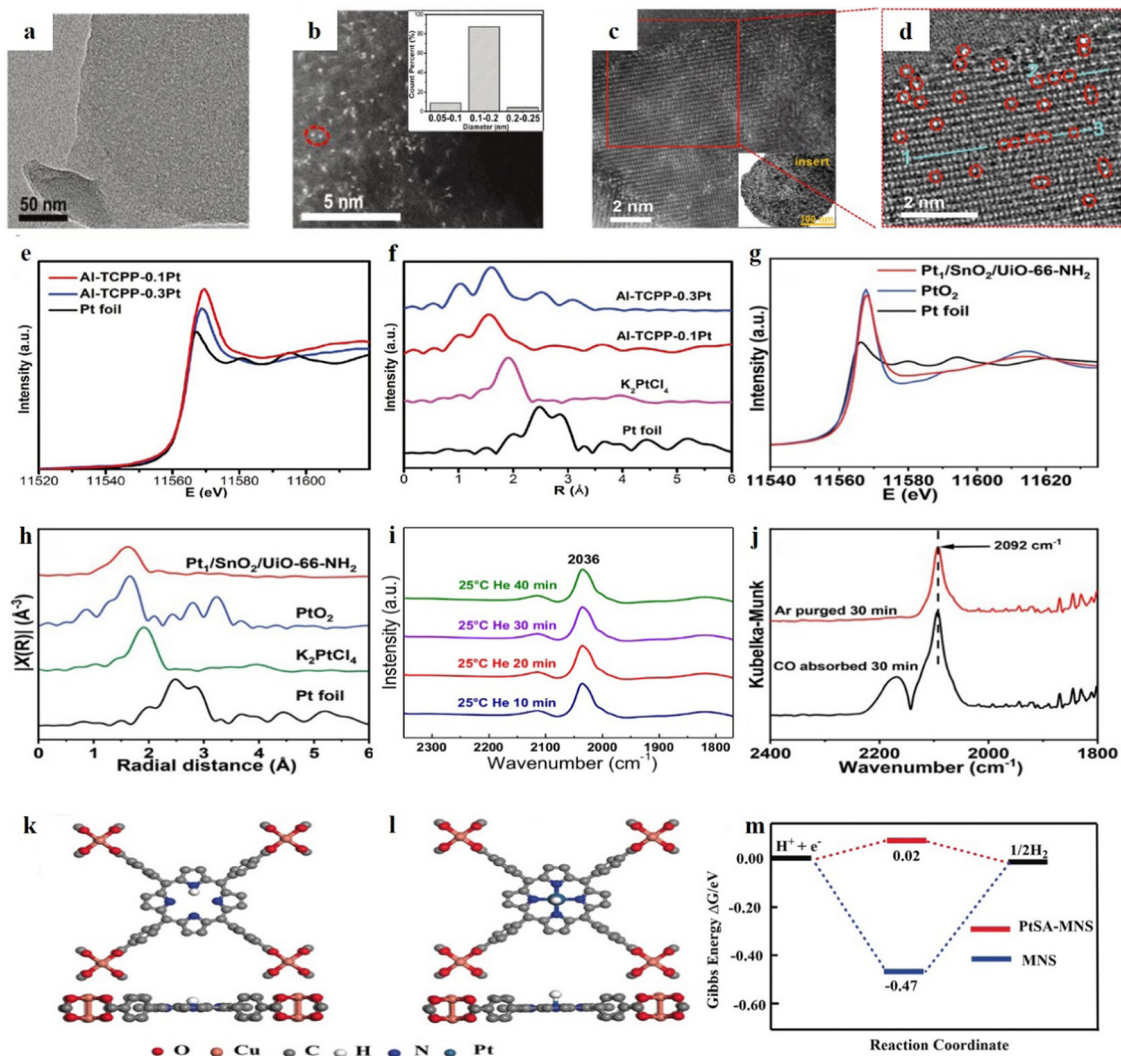 a
50 nm
b
Count Percent (%)
100
80
60
40
20
0
0.05-0.1 0.1-0.2 0.2-0.25
Diameter (nm)
5 nm
c
2 nm
insert
100 nm
d
2
3
1
2 nm
e
Al-TCPP-0.1Pt
Al-TCPP-0.3Pt
Pt foil
Intensity (a.u.)
11520 11540 11560 11580 11600
E (eV)
f
Al-TCPP-0.3Pt
Al-TCPP-0.1Pt
K2PtCl4
Pt foil
Intensity (a.u.)
0 1 2 3 4 5 6
R (Å)
g
Pt1/SnO2/UiO-66-NH2
PtO2
Pt foil
Intensity (a.u.)
11540 11560 11580 11600 11620
E (eV)
h
Pt1/SnO2/UiO-66-NH2
PtO2
K2PtCl4
Pt foil
|X(R)| (Å-3)
0 1 2 3 4 5 6
Radial distance (Å)
i
2036
25°C He 40 min
25°C He 30 min
25°C He 20 min
25°C He 10 min
Instensity (a.u.)
2300 2200 2100 2000 1900 1800
Wavenumber (cm-1)
j
2092 cm-1
Ar purged 30 min
CO absorbed 30 min
Kubelka-Munk
2400 2200 2000 1800
Wavenumber (cm-1)
k
l
O Cu C H N Pt
m
H+ + e-
0.02
1/2H2
PtSA-MNS
MNS
-0.47
Gibbs Energy ΔG/eV
0.00
-0.20
-0.40
-0.60
Reaction Coordinate